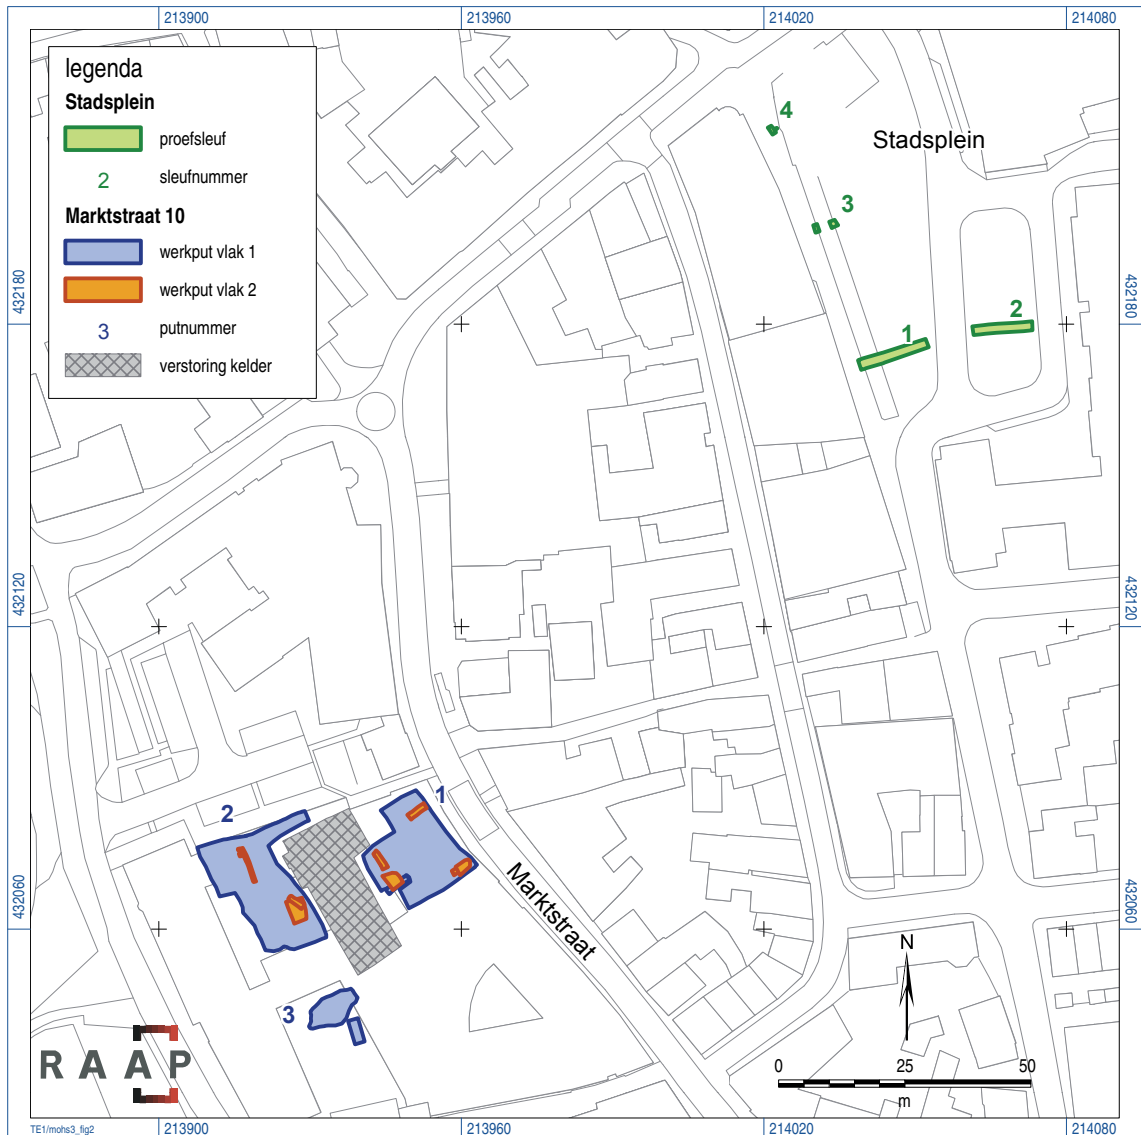 213900 213960 214020 214080
legenda
Stadsplein
proefsleuf
2 sleufnummer
Marktstraat 10
werkput vlak 1
werkput vlak 2
3 putnummer
verstoring kelder
4
Stadsplein
3
2
1
432180 432180
432120 432120
1
2
Marktstraat
432060 432060
N
3
RAAP
0 25 50
m
TE1/mohs3_fig2
213900 213960 214020 214080